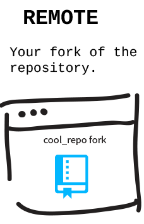 REMOTE
Your fork of the
repository.
cool_repo fork